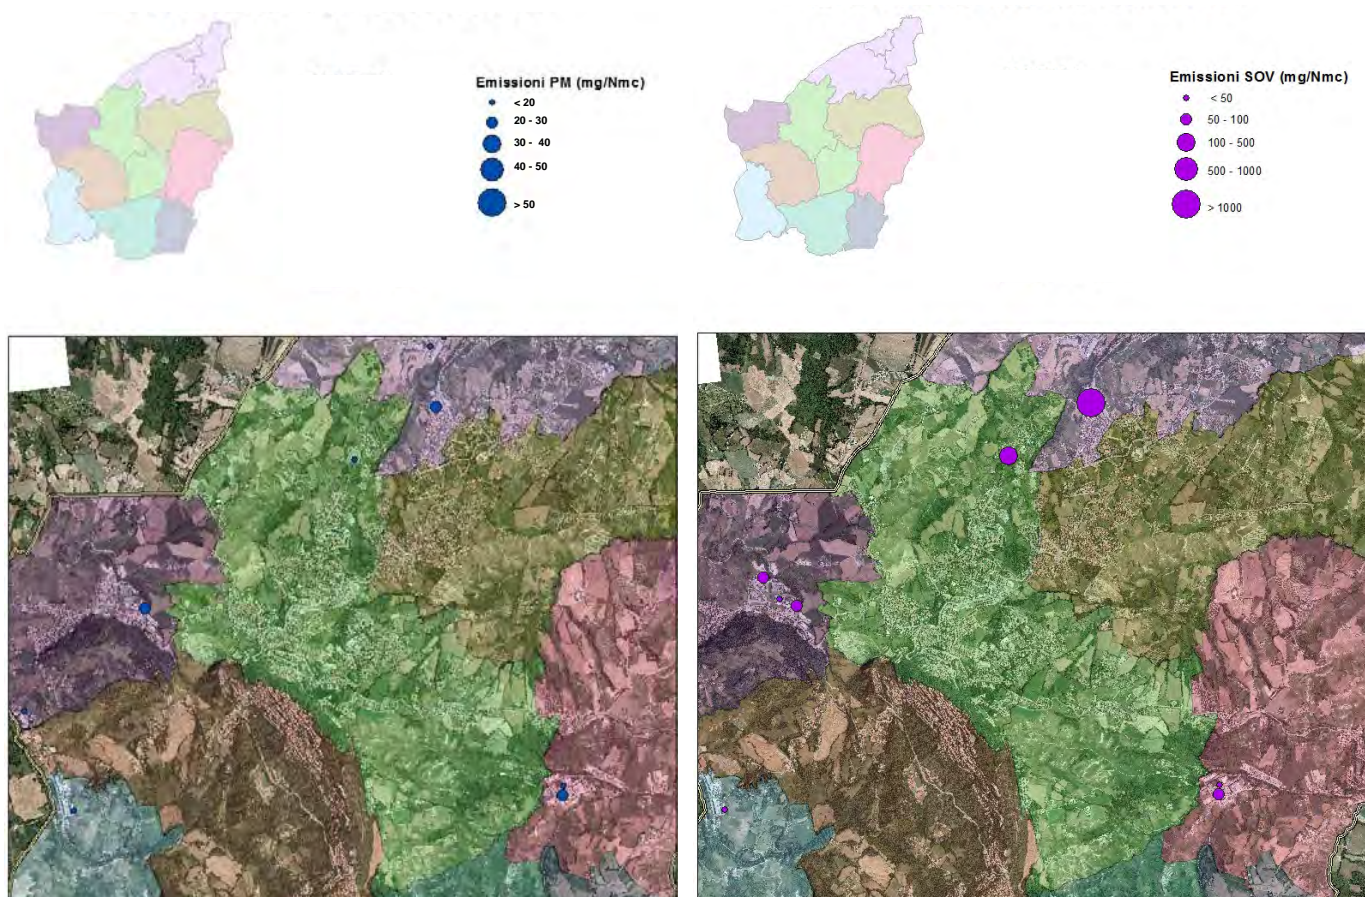 Emissioni PM (mg/Nmc)
< 20
20 - 30
30 - 40
40 - 50
> 50
Emissioni SOV (mg/Nmc)
< 50
50 - 100
100 - 500
500 - 1000
> 1000